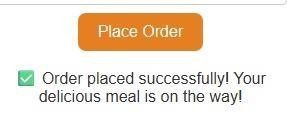 Place Order
✅ Order placed successfully! Your
delicious meal is on the way!